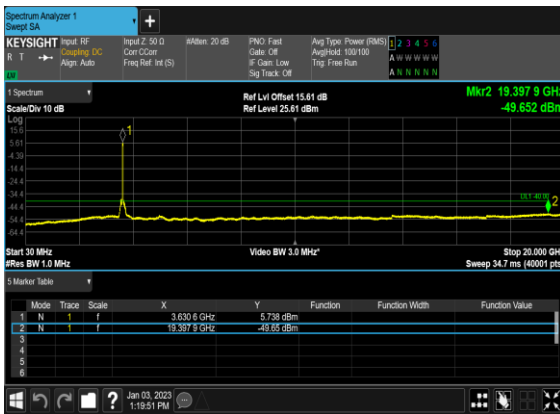 Spectrum Analyzer 1
Swept SA
KEYSIGHT
R T
LV
Input: RF
Coupling: DC
Align: Auto
Input Z: 50 Ω
Corr CCorr
Freq Ref: Int (S)
#Atten: 20 dB
PNO: Fast
Gate: Off
IF Gain: Low
Sig Track: Off
Avg Type: Power (RMS)
Avg|Hold: 100/100
Trig: Free Run
1 2 3 4 5 6
A W W W W W
A N N N N N
1 Spectrum
Scale/Div 10 dB
Ref Lvl Offset 15.61 dB
Ref Level 25.61 dBm
Mkr2 19.397 9 GHz
-49.652 dBm
Log
15.6
5.61
-4.39
-14.4
-24.4
-34.4
-44.4
-54.4
-64.4
1
DL1 -40.00
2
Start 30 MHz
#Res BW 1.0 MHz
Video BW 3.0 MHz*
Stop 20.000 GHz
Sweep 34.7 ms (40001 pts)
5 Marker Table
Mode Trace Scale X Y Function Function Width Function Value
1 N 1 f 3.630 6 GHz 5.738 dBm
2 N 1 f 19.397 9 GHz -49.65 dBm
3
4
5
6
Jan 03, 2023
1:19:51 PM